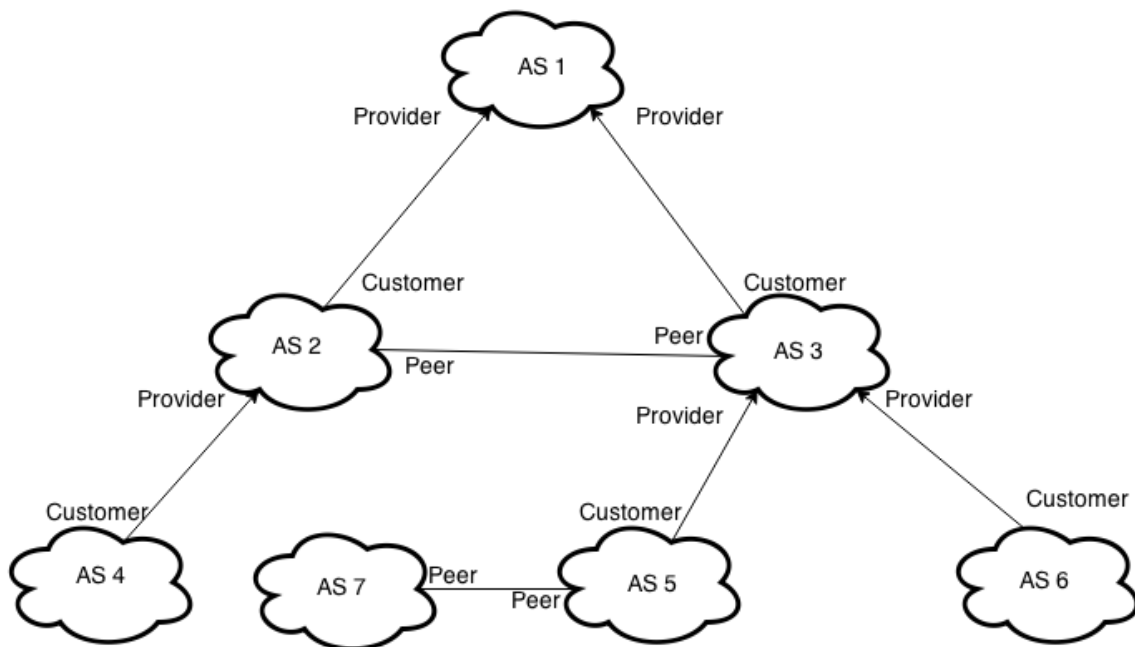 AS 1
Provider
Provider
Customer
Customer
AS 2
Peer
Peer
AS 3
Provider
Provider
Provider
Customer
Customer
Customer
AS 4
AS 7
Peer
Peer
AS 5
AS 6